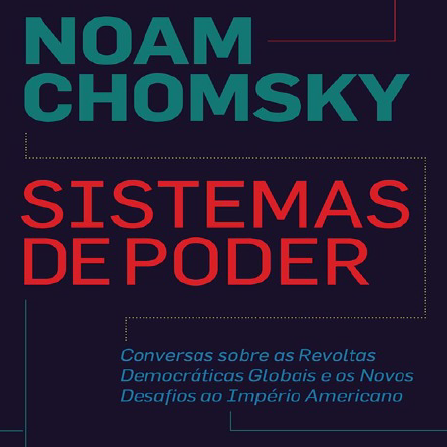 NOAM
CHOMSKY
SISTEMAS
DE PODER
Conversas sobre as Revoltas
Democráticas Globais e os Novos
Desafios ao Império Americano